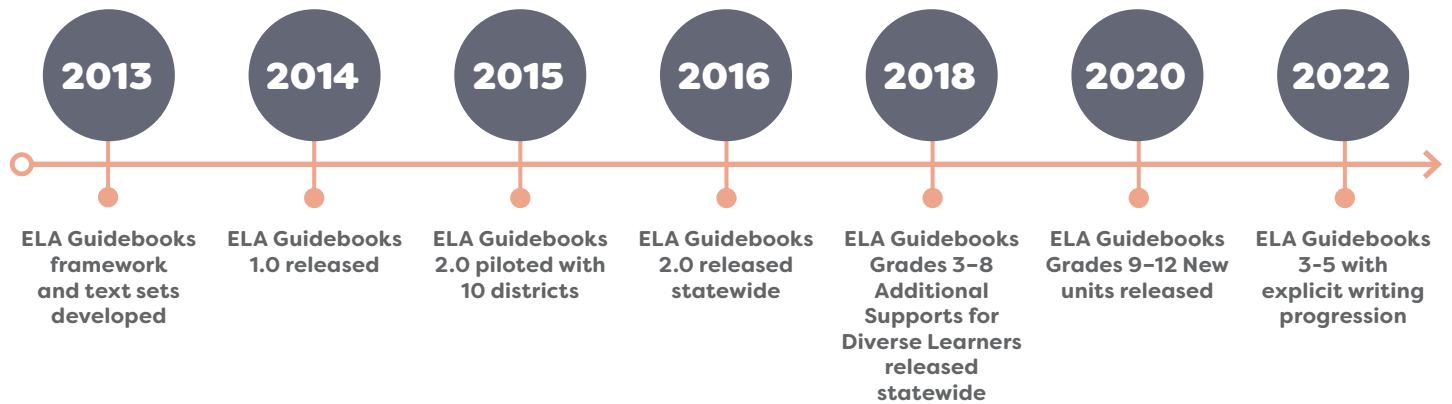 2013
ELA Guidebooks
framework
and text sets
developed
2014
ELA Guidebooks
1.0 released
2015
ELA Guidebooks
2.0 piloted with
10 districts
2016
ELA Guidebooks
2.0 released
statewide
2018
ELA Guidebooks
Grades 3–8
Additional
Supports for
Diverse Learners
released
statewide
2020
ELA Guidebooks
Grades 9–12 New
units released
2022
ELA Guidebooks
3-5 with
explicit writing
progression